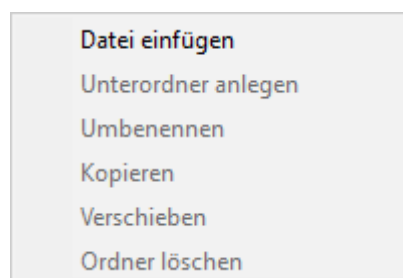 Datei einfügen
Unterordner anlegen
Umbenennen
Kopieren
Verschieben
Ordner löschen